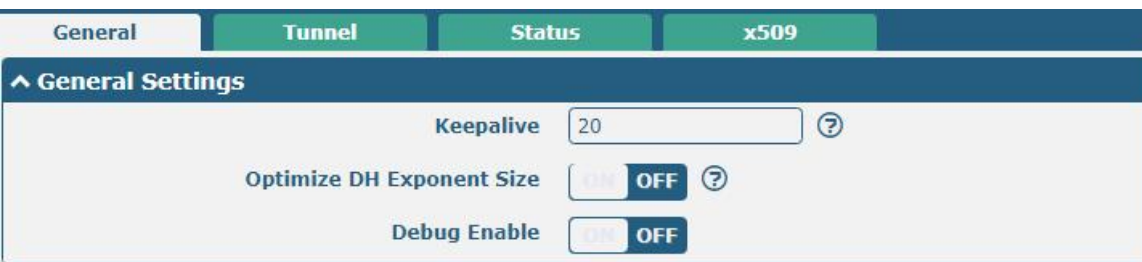 General Tunnel Status x509
General Settings
Keepalive 20 ?
Optimize DH Exponent Size ON OFF ?
Debug Enable ON OFF